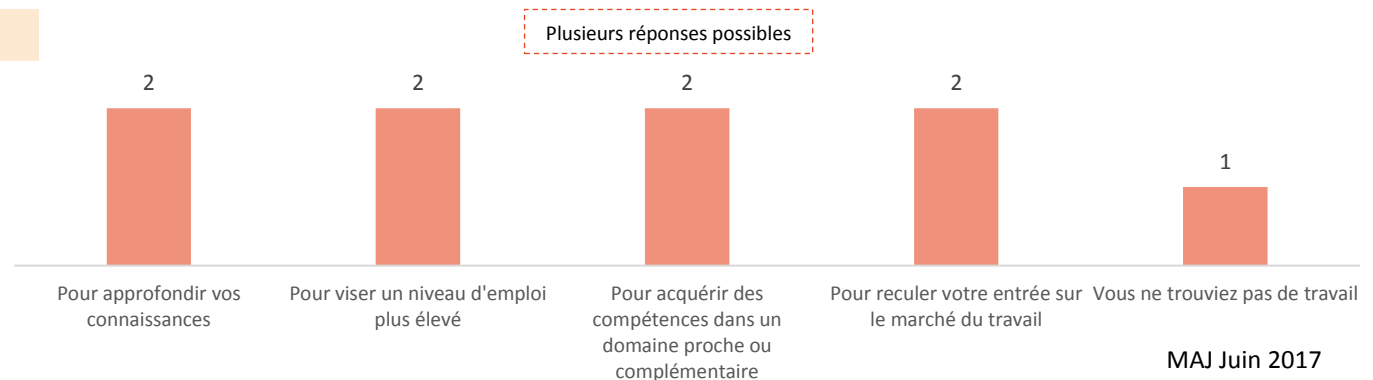 Plusieurs réponses possibles
2
2
2
2
1
Pour approfondir vos
connaissances
Pour viser un niveau d'emploi
plus élevé
Pour acquérir des
compétences dans un
domaine proche ou
complémentaire
Pour reculer votre entrée sur
le marché du travail
Vous ne trouviez pas de travail
MAJ Juin 2017